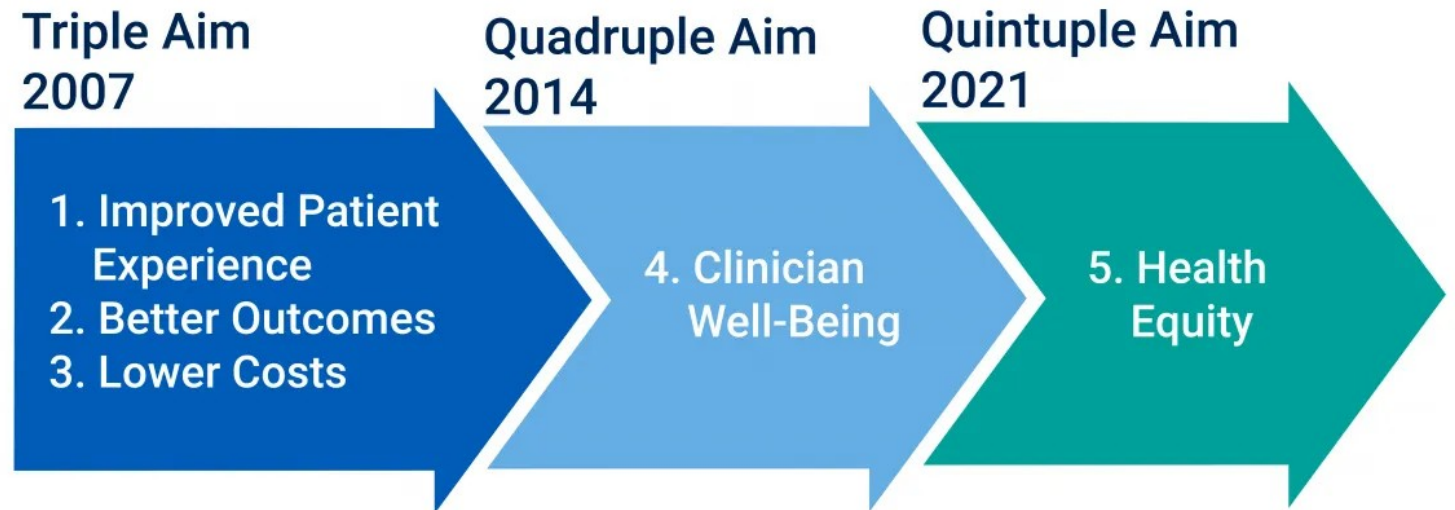 Triple Aim
2007
1. Improved Patient
Experience
2. Better Outcomes
3. Lower Costs
Quadruple Aim
2014
4. Clinician
Well-Being
Quintuple Aim
2021
5. Health
Equity